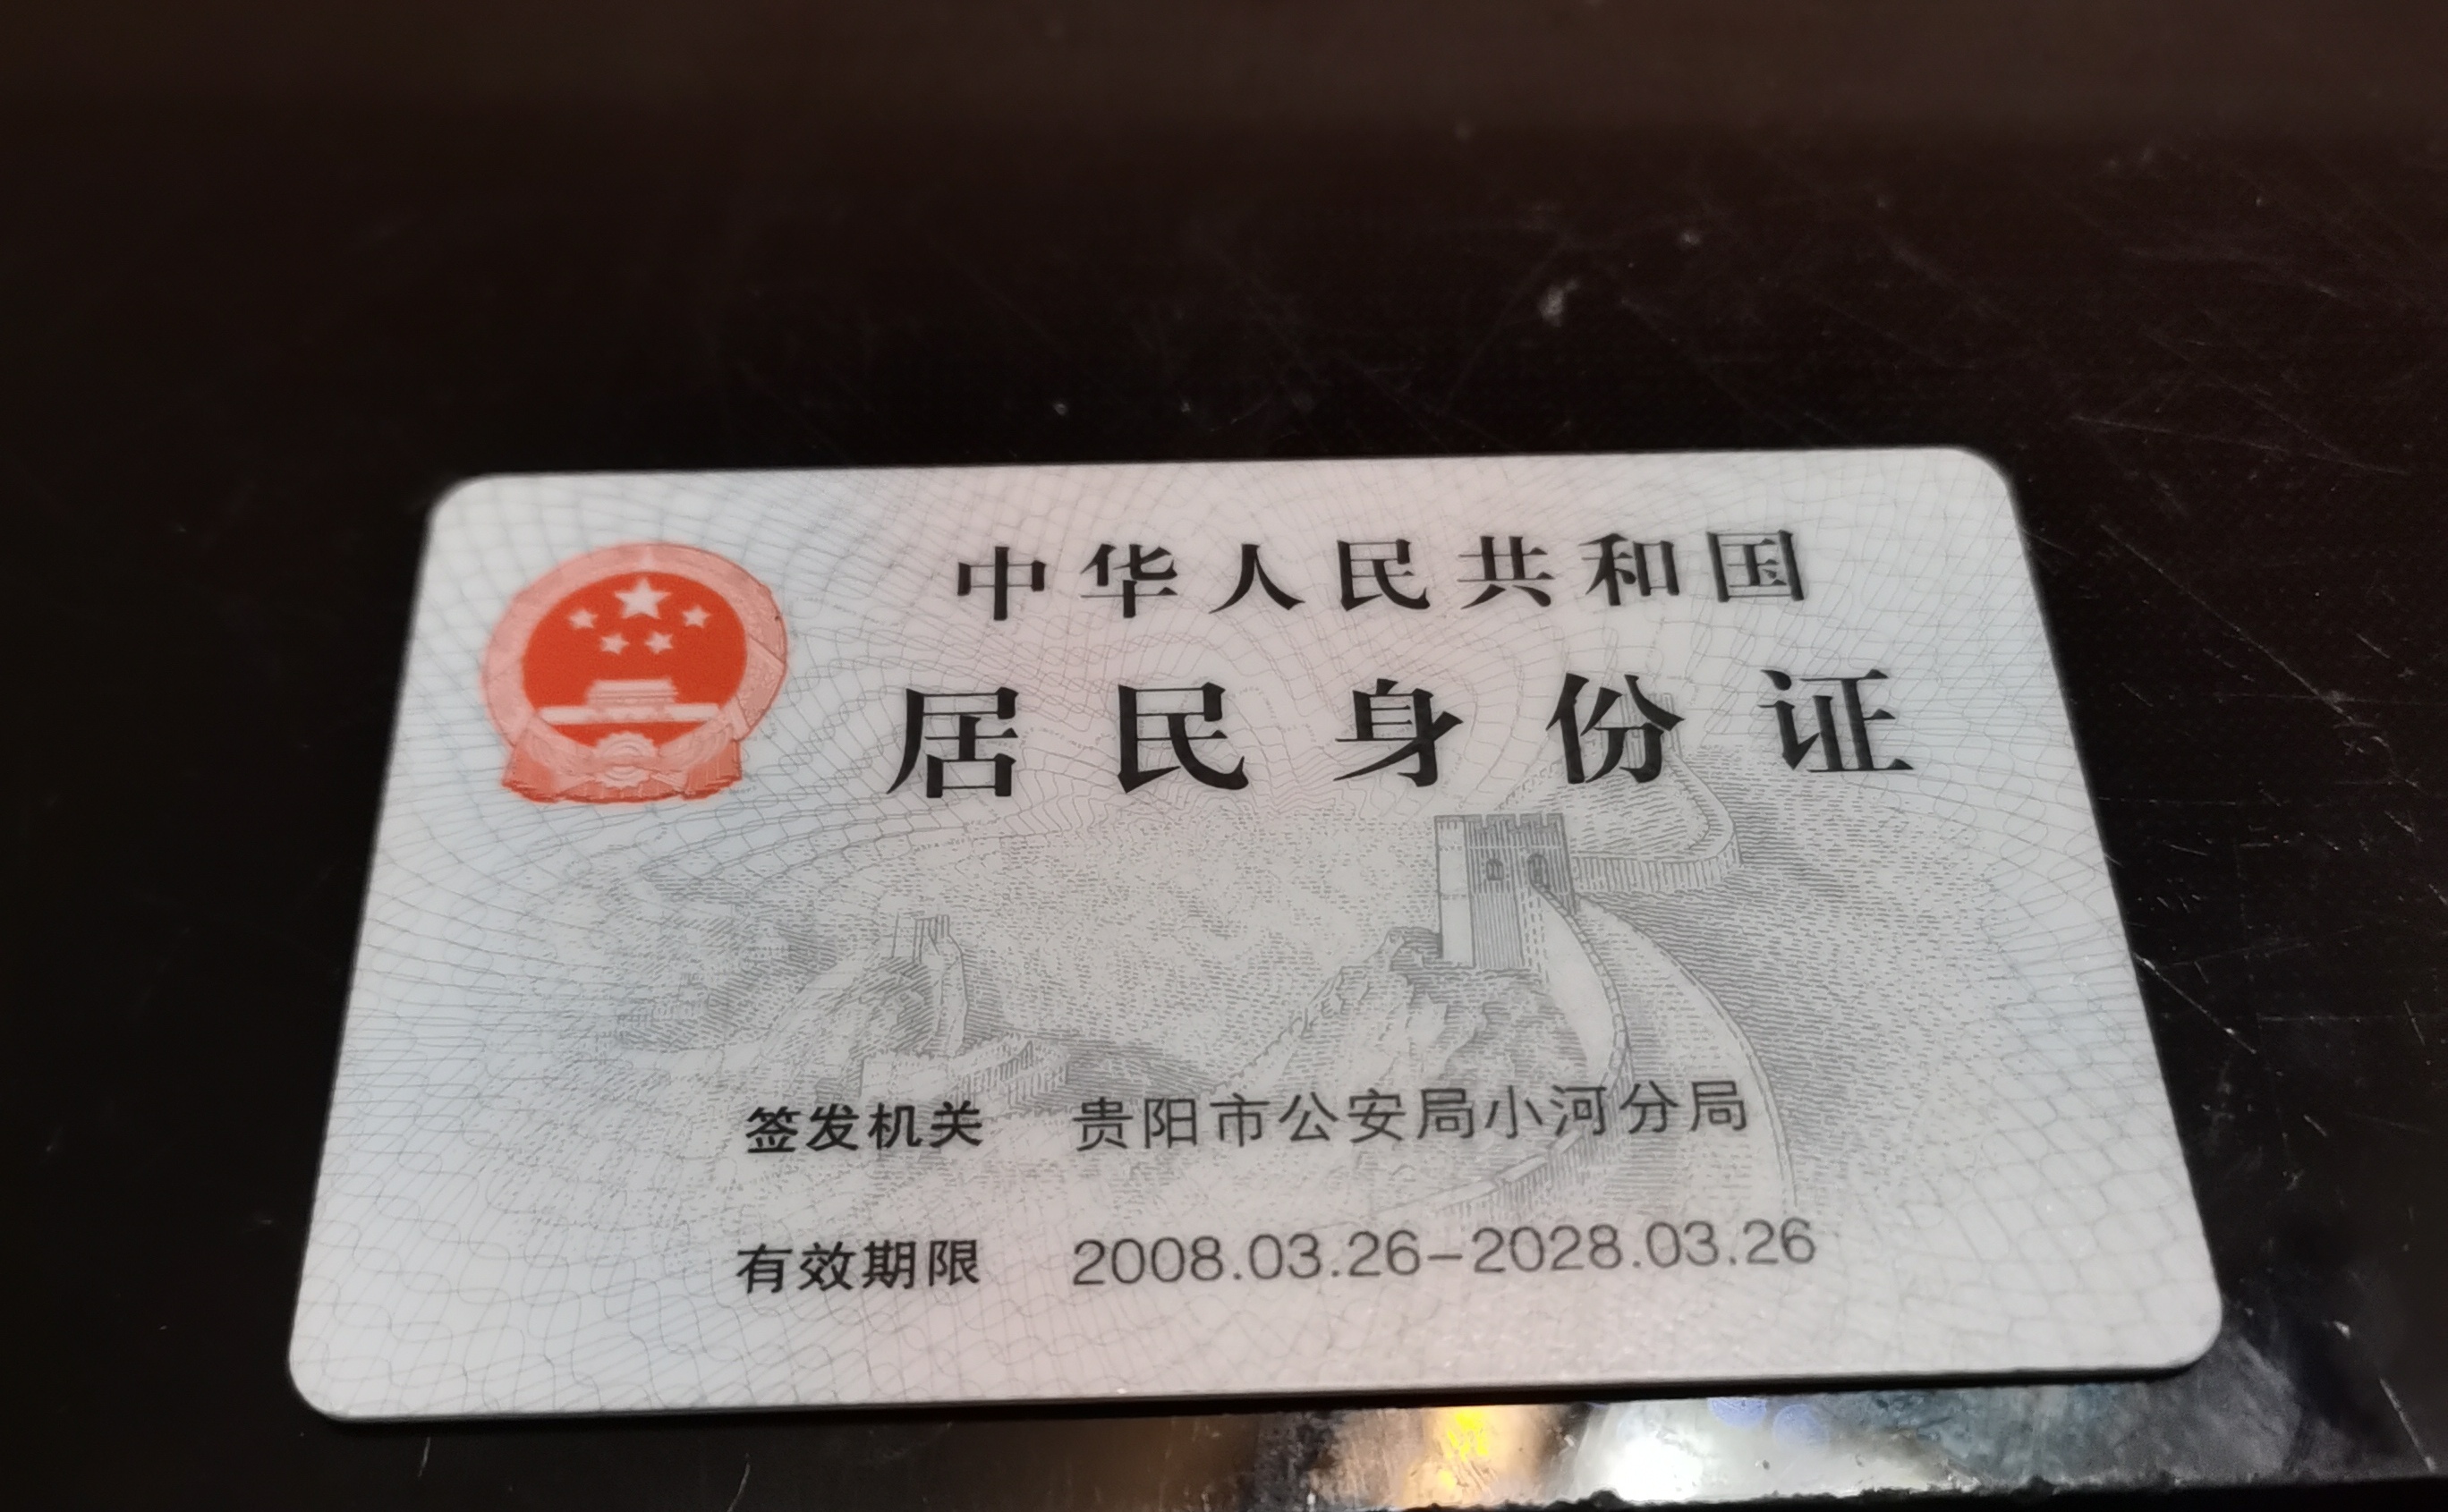 中华人民共和国
居民身份证
签发机关 贵阳市公安局小河分局
有效期限 2008.03.26-2028.03.26